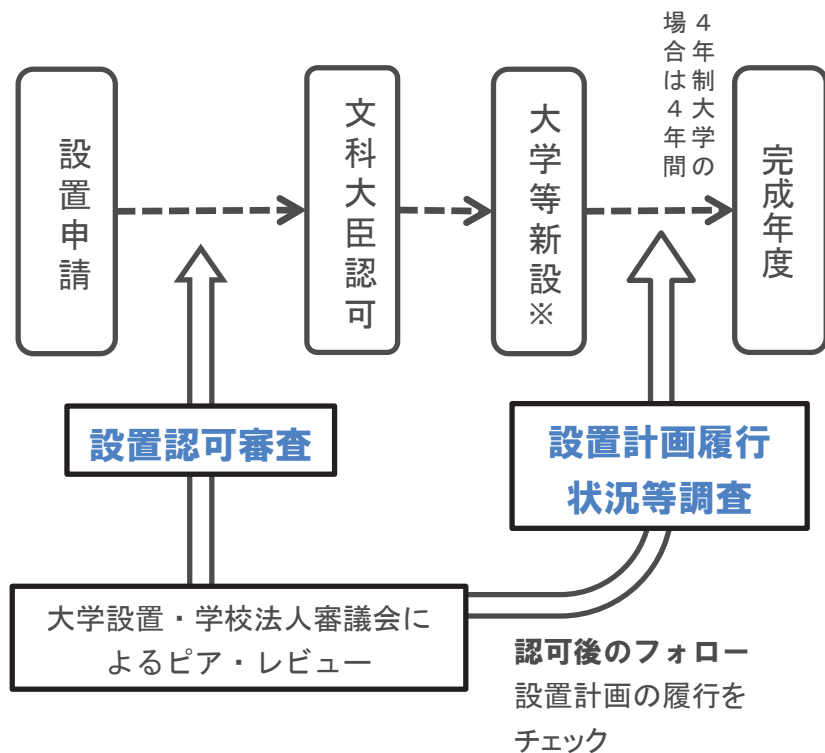 設置申請
文科大臣認可
大学等新設※
４年制大学の
場合は４年間
完成年度
設置認可審査
設置計画履行
状況等調査
大学設置・学校法人審議会に
よるピア・レビュー
認可後のフォロー
設置計画の履行を
チェック